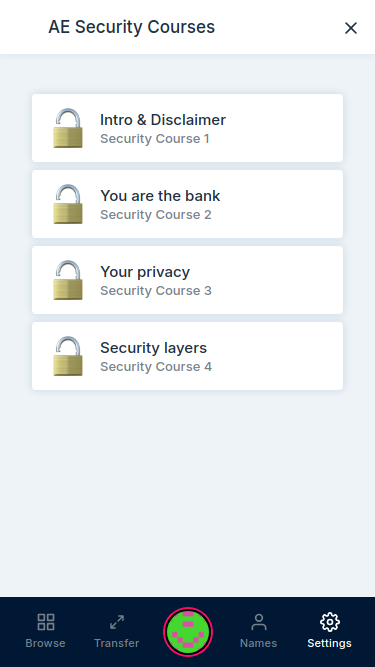 AE Security Courses
Intro & Disclaimer
Security Course 1
You are the bank
Security Course 2
Your privacy
Security Course 3
Security layers
Security Course 4
Browse
Transfer
Names
Settings